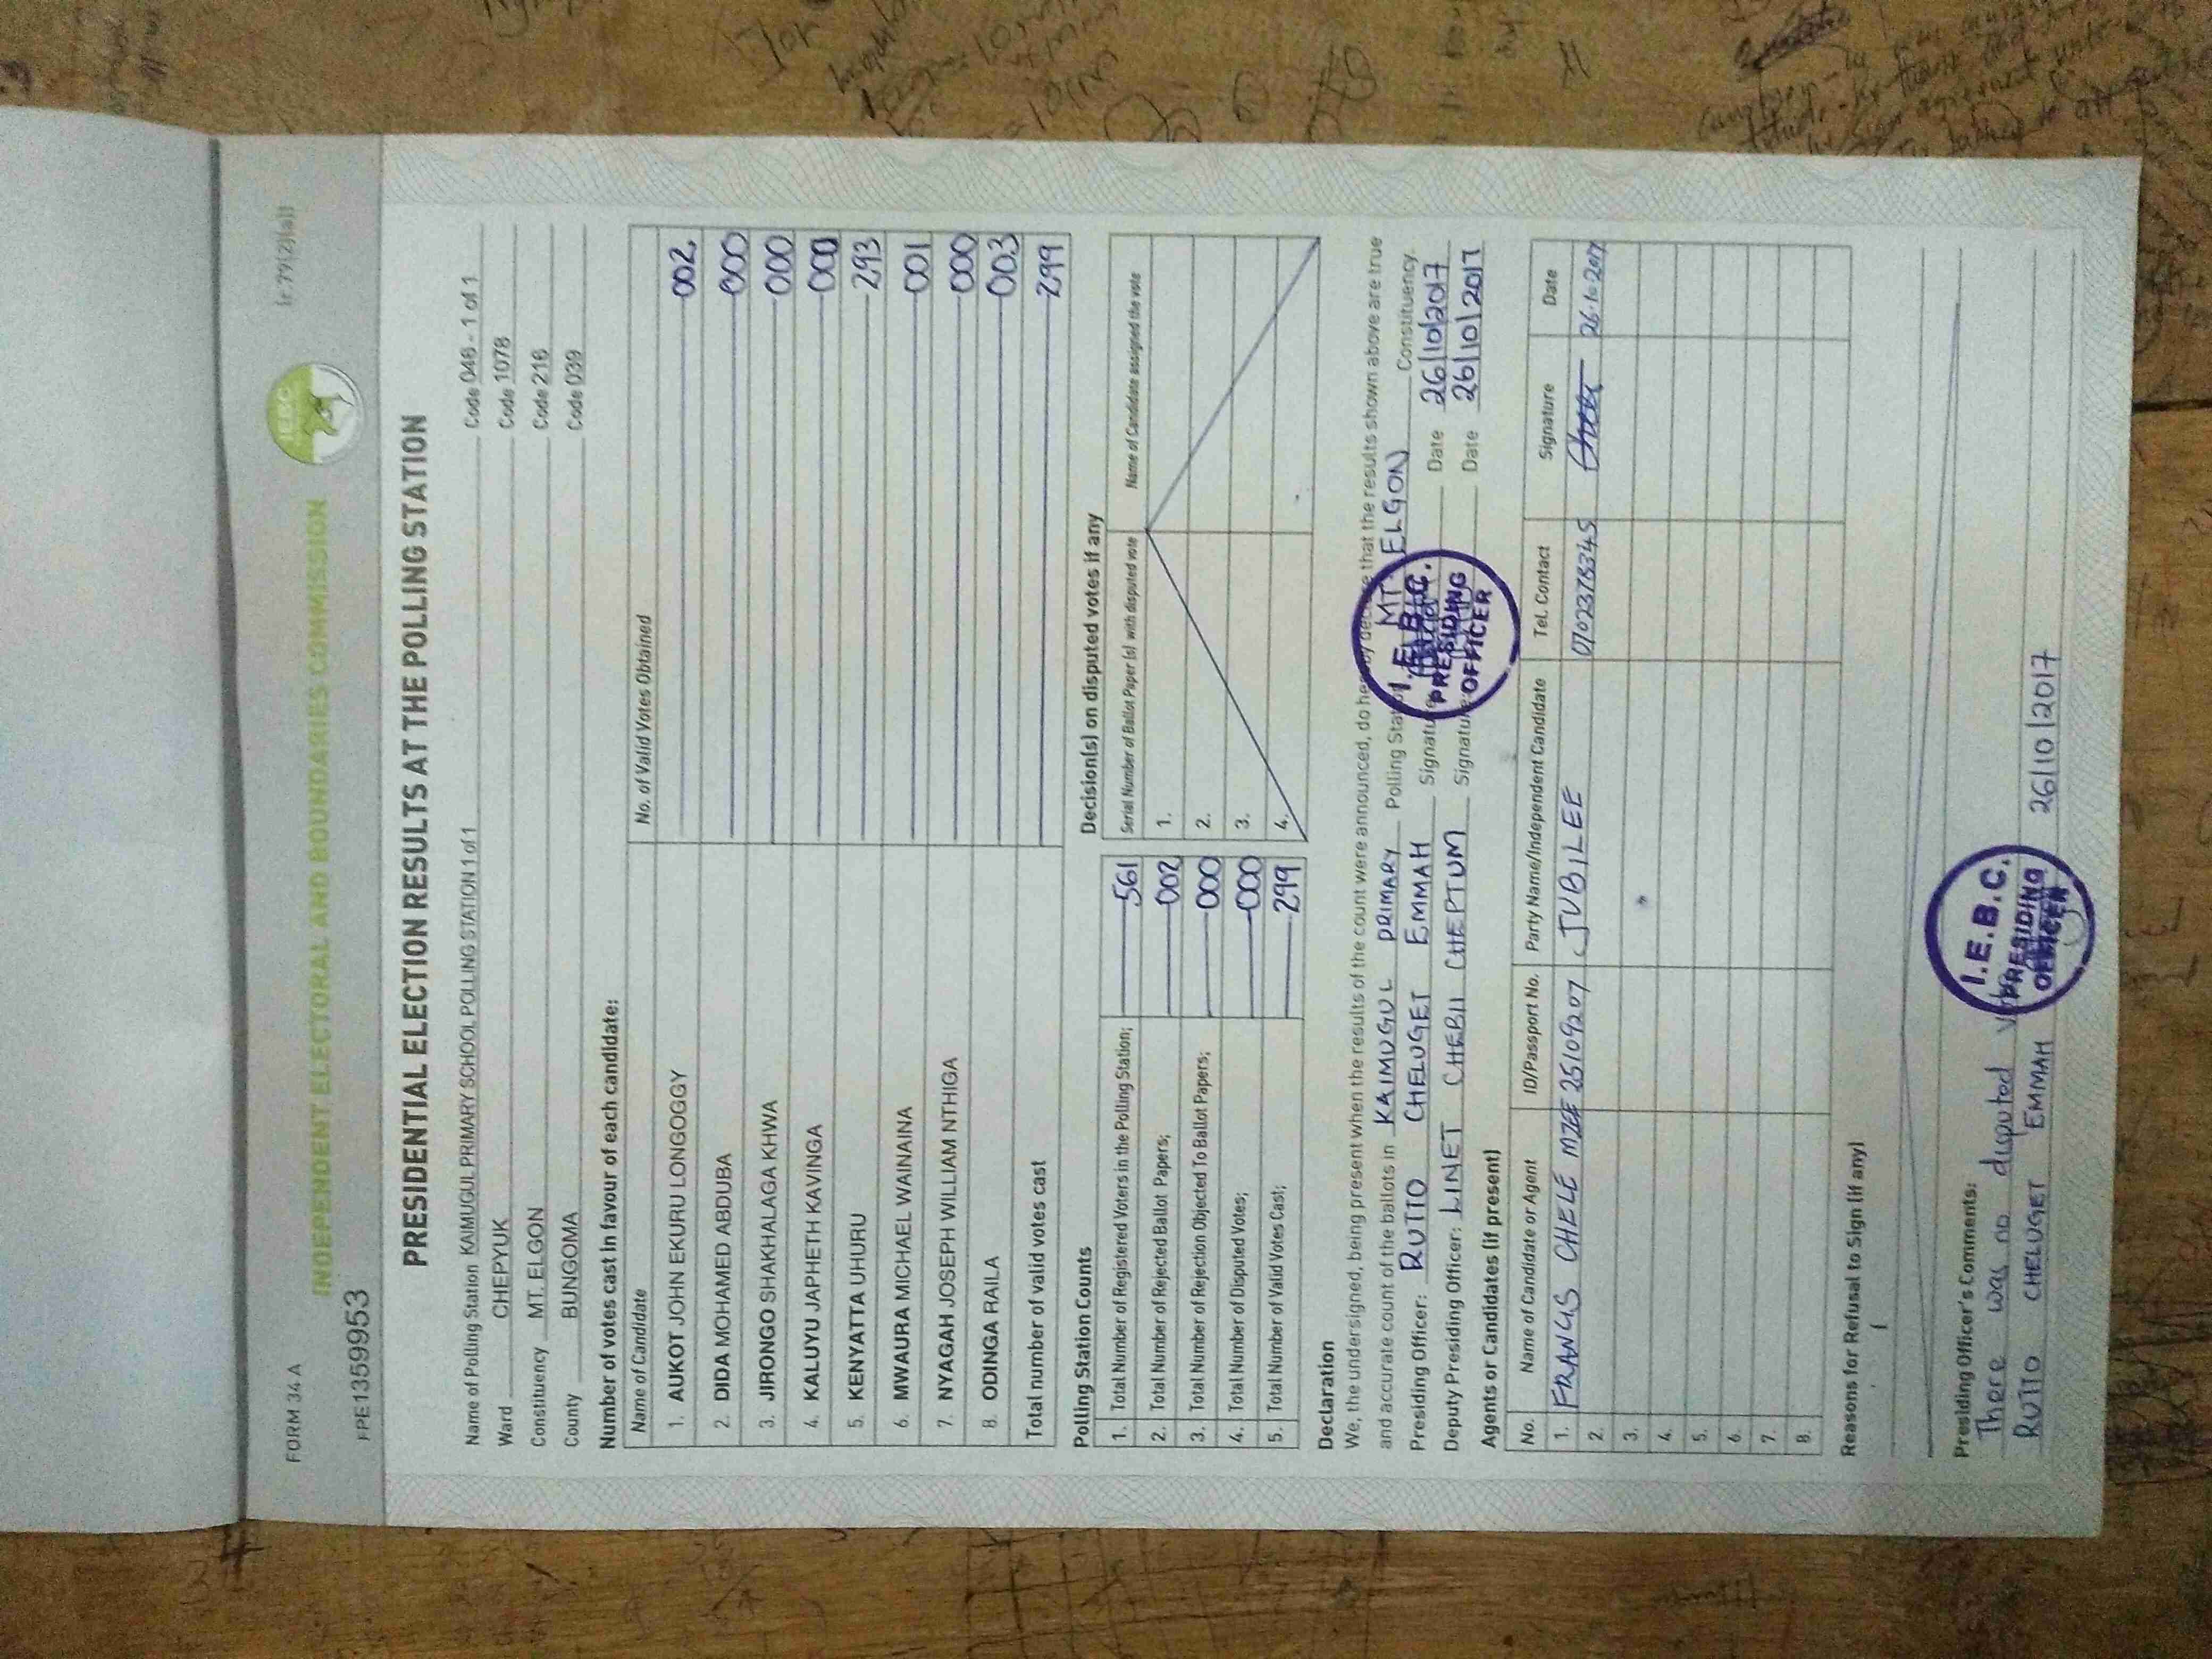 FORM 34 A
(r.79(2)(a))
INDEPENDENT ELECTORAL AND BOUNDARIES COMMISSION
IEBC
FPE1359953
PRESIDENTIAL ELECTION RESULTS AT THE POLLING STATION
Name of Polling Station KAIMUGUL PRIMARY SCHOOL POLLING STATION 1 of 1 Code 046 - 1 of 1
Ward CHEPYUK Code 1078
Constituency MT. ELGON Code 216
County BUNGOMA Code 039
Number of votes cast in favour of each candidate:
Name of Candidate No. of Valid Votes Obtained
1. AUKOT JOHN EKURU LONGOGGY 002
2. DIDA MOHAMED ABDUBA 000
3. JIRONGO SHAKHALAGA KHWA 000
4. KALUYU JAPHETH KAVINGA 000
5. KENYATTA UHURU 293
6. MWAURA MICHAEL WAINAINA 001
7. NYAGAH JOSEPH WILLIAM NTHIGA 000
8. ODINGA RAILA 003
Total number of valid votes cast 299
Polling Station Counts
1. Total Number of Registered Voters in the Polling Station; 561
2. Total Number of Rejected Ballot Papers; 002
3. Total Number of Rejection Objected To Ballot Papers; 000
4. Total Number of Disputed Votes; 000
5. Total Number of Valid Votes Cast; 299
Decision(s) on disputed votes if any
Serial Number of Ballot Paper (s) with disputed vote Name of Candidate assigned the vote
1.
2.
3.
4.
Declaration
We, the undersigned, being present when the results of the count were announced, do hereby declare that the results shown above are true
and accurate count of the ballots in KAIMUGUL PRIMARY Polling Station MT ELGON Constituency.
Presiding Officer: RUTTO CHELUGET EMMAH Signature Date 26/10/2017
Deputy Presiding Officer: LINET CHEBII CHEPTUM Signature Date 26/10/2017
I.E.B.C.
PRESIDING
OFFICER
Agents or Candidates (if present)
No. Name of Candidate or Agent ID/Passport No. Party Name/Independent Candidate Tel. Contact Signature Date
1. FRANCIS CHELE MZEE 25109207 JUBILEE 0702378345 26.10.2017
2.
3.
4.
5.
6.
7.
8.
Reasons for Refusal to Sign (if any)
Presiding Officer's Comments:
There was no disputed
RUTTO CHELUGET EMMAH 26/10/2017
I.E.B.C.
PRESIDING
OFFICER